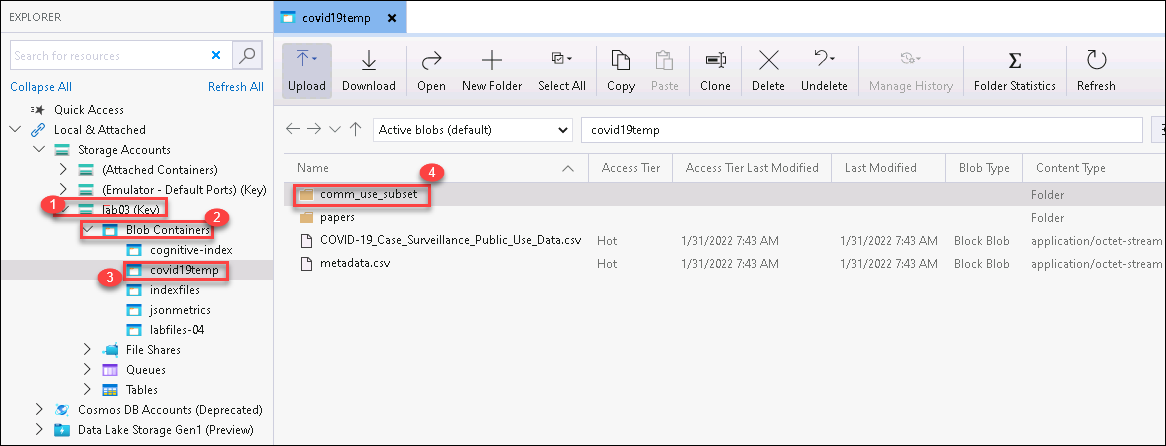 EXPLORER
Search for resources
Collapse All
Refresh All
Quick Access
Local & Attached
Storage Accounts
(Attached Containers)
(Emulator - Default Ports) (Key)
1
lab03 (Key)
2
Blob Containers
cognitive-index
3
covid19temp
indexfiles
jsonmetrics
labfiles-04
File Shares
Queues
Tables
Cosmos DB Accounts (Deprecated)
Data Lake Storage Gen1 (Preview)
covid19temp
Upload
Download
Open
New Folder
Select All
Copy
Paste
Clone
Delete
Undelete
Manage History
Folder Statistics
Refresh
Active blobs (default)
covid19temp
Name Access Tier Access Tier Last Modified Last Modified Blob Type Content Type
4
comm_use_subset Folder
papers Folder
COVID-19_Case_Surveillance_Public_Use_Data.csv Hot 1/31/2022 7:43 AM 1/31/2022 7:43 AM Block Blob application/octet-stream
metadata.csv Hot 1/31/2022 7:43 AM 1/31/2022 7:43 AM Block Blob application/octet-stream